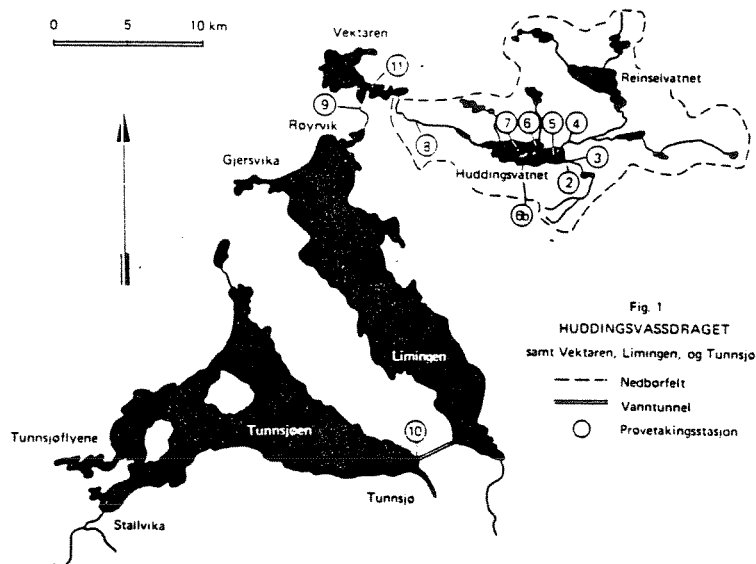 0 5 10 km
Vektaren
11
Reinselvatnet
9
Røyrvik
7 6 5 4
8
3
Gjersvika
Huddingsvatnet
2
6b
Fig. 1
HUDDINGSVASSDRAGET
samt Vektaren, Limingen, og Tunnsjø
Limingen
Nedbørfelt
Vanntunnel
Tunnsjøen
10
Prøvetakingsstasjon
Tunnsjøflyene
Tunnsjø
Stallvika